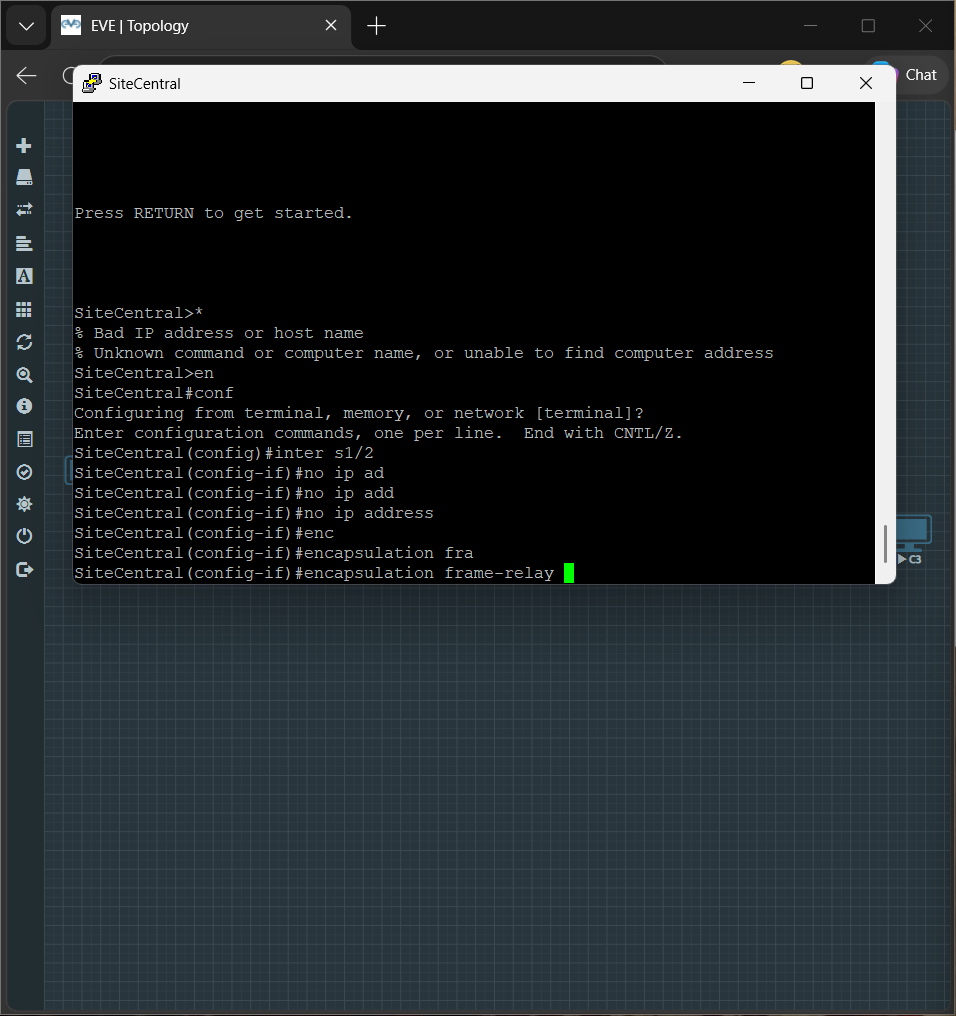 EVE | Topology
Chat
SiteCentral
Press RETURN to get started.
SiteCentral>*
% Bad IP address or host name
% Unknown command or computer name, or unable to find computer address
SiteCentral>en
SiteCentral#conf
Configuring from terminal, memory, or network [terminal]?
Enter configuration commands, one per line.  End with CNTL/Z.
SiteCentral(config)#inter s1/2
SiteCentral(config-if)#no ip ad
SiteCentral(config-if)#no ip add
SiteCentral(config-if)#no ip address
SiteCentral(config-if)#enc
SiteCentral(config-if)#encapsulation fra
SiteCentral(config-if)#encapsulation frame-relay
C3